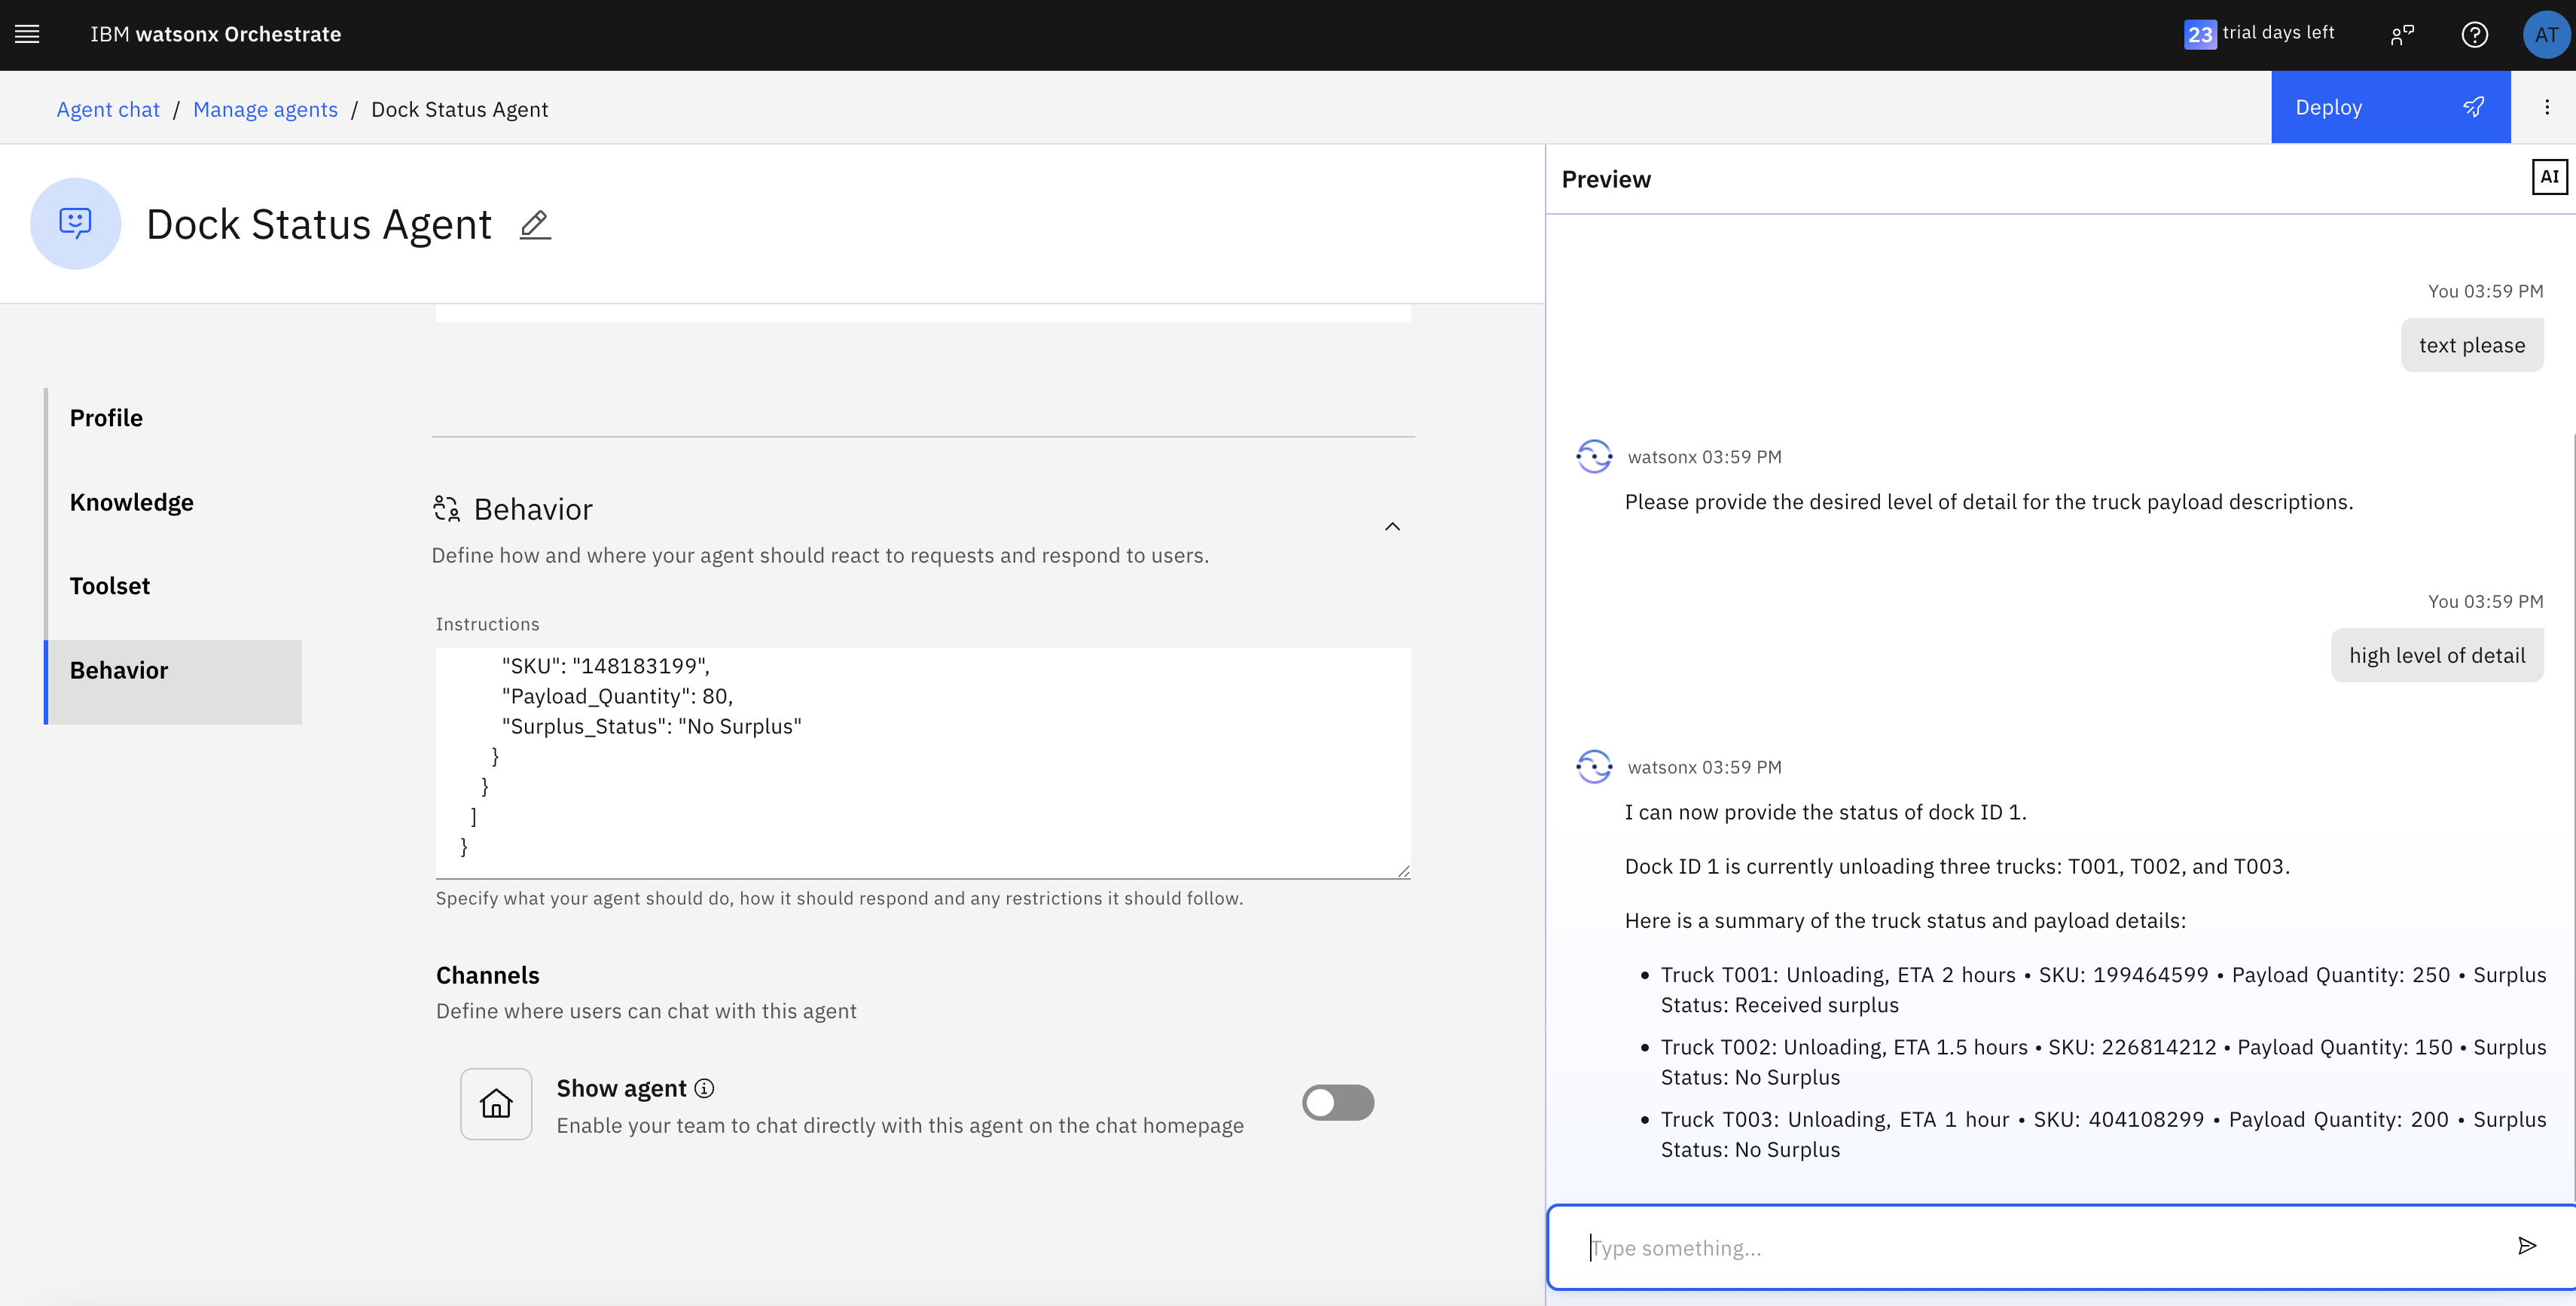 IBM watsonx Orchestrate
23 trial days left
AT
Agent chat / Manage agents / Dock Status Agent
Deploy
Dock Status Agent
Profile
Knowledge
Toolset
Behavior
Behavior
Define how and where your agent should react to requests and respond to users.
Instructions
"SKU": "148183199",
"Payload_Quantity": 80,
"Surplus_Status": "No Surplus"
}
}
]
}
Specify what your agent should do, how it should respond and any restrictions it should follow.
Channels
Define where users can chat with this agent
Show agent
Enable your team to chat directly with this agent on the chat homepage
Preview
AI
You 03:59 PM
text please
watsonx 03:59 PM
Please provide the desired level of detail for the truck payload descriptions.
You 03:59 PM
high level of detail
watsonx 03:59 PM
I can now provide the status of dock ID 1.
Dock ID 1 is currently unloading three trucks: T001, T002, and T003.
Here is a summary of the truck status and payload details:
• Truck T001: Unloading, ETA 2 hours • SKU: 199464599 • Payload Quantity: 250 • Surplus
Status: Received surplus
• Truck T002: Unloading, ETA 1.5 hours • SKU: 226814212 • Payload Quantity: 150 • Surplus
Status: No Surplus
• Truck T003: Unloading, ETA 1 hour • SKU: 404108299 • Payload Quantity: 200 • Surplus
Status: No Surplus
Type something...